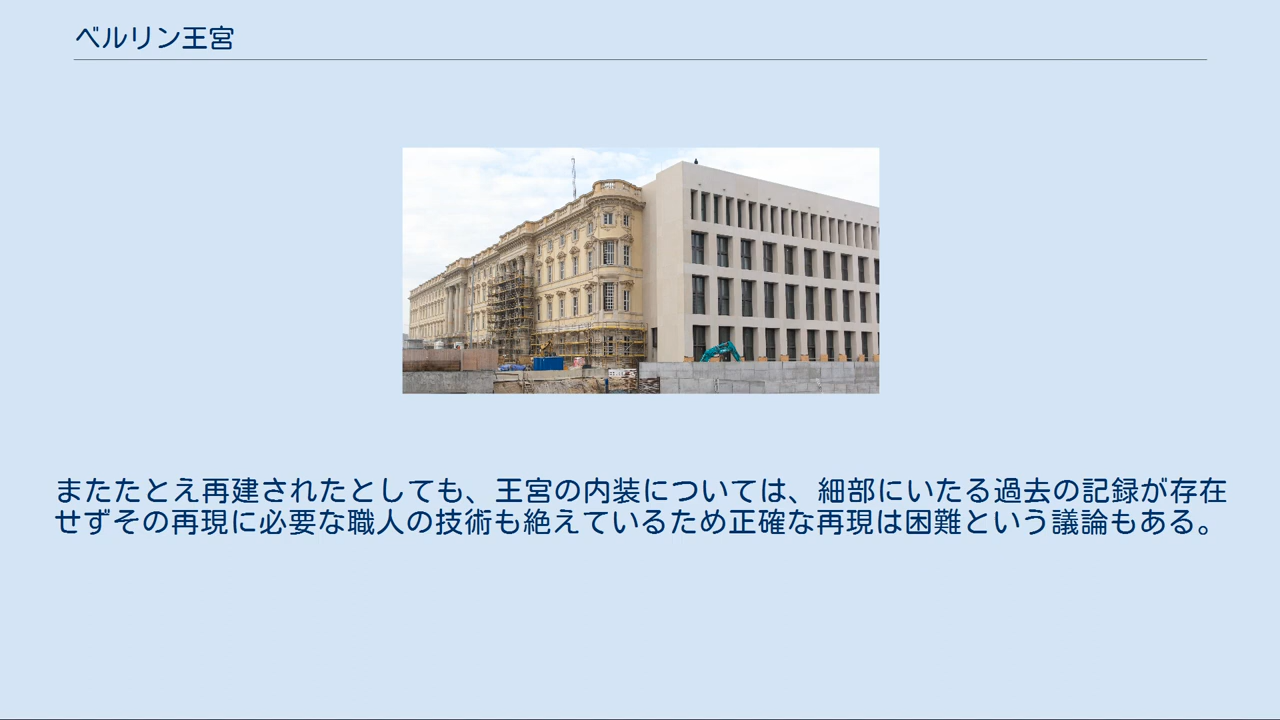 ベルリン王宮
またたとえ再建されたとしても、王宮の内装については、細部にいたる過去の記録が存在
せずその再現に必要な職人の技術も絶えているため正確な再現は困難という議論もある。